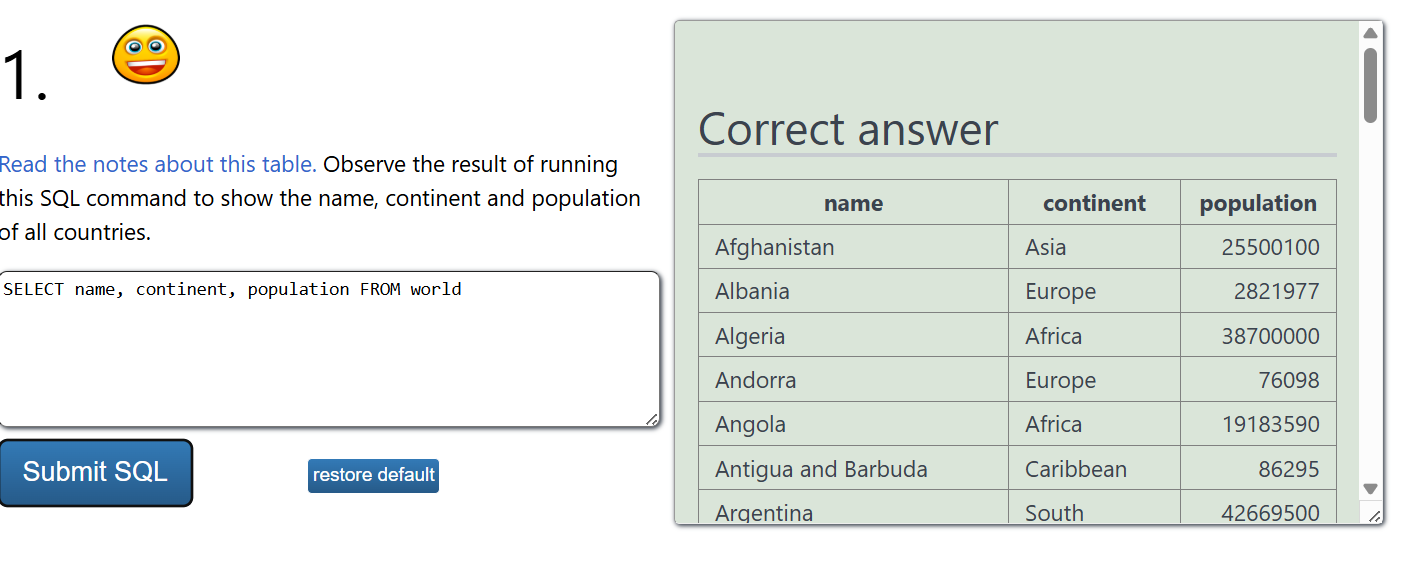 1.
Read the notes about this table. Observe the result of running
this SQL command to show the name, continent and population
of all countries.
SELECT name, continent, population FROM world
Submit SQL
restore default
Correct answer
name continent population
Afghanistan Asia 25500100
Albania Europe 2821977
Algeria Africa 38700000
Andorra Europe 76098
Angola Africa 19183590
Antigua and Barbuda Caribbean 86295
Argentina South 42669500